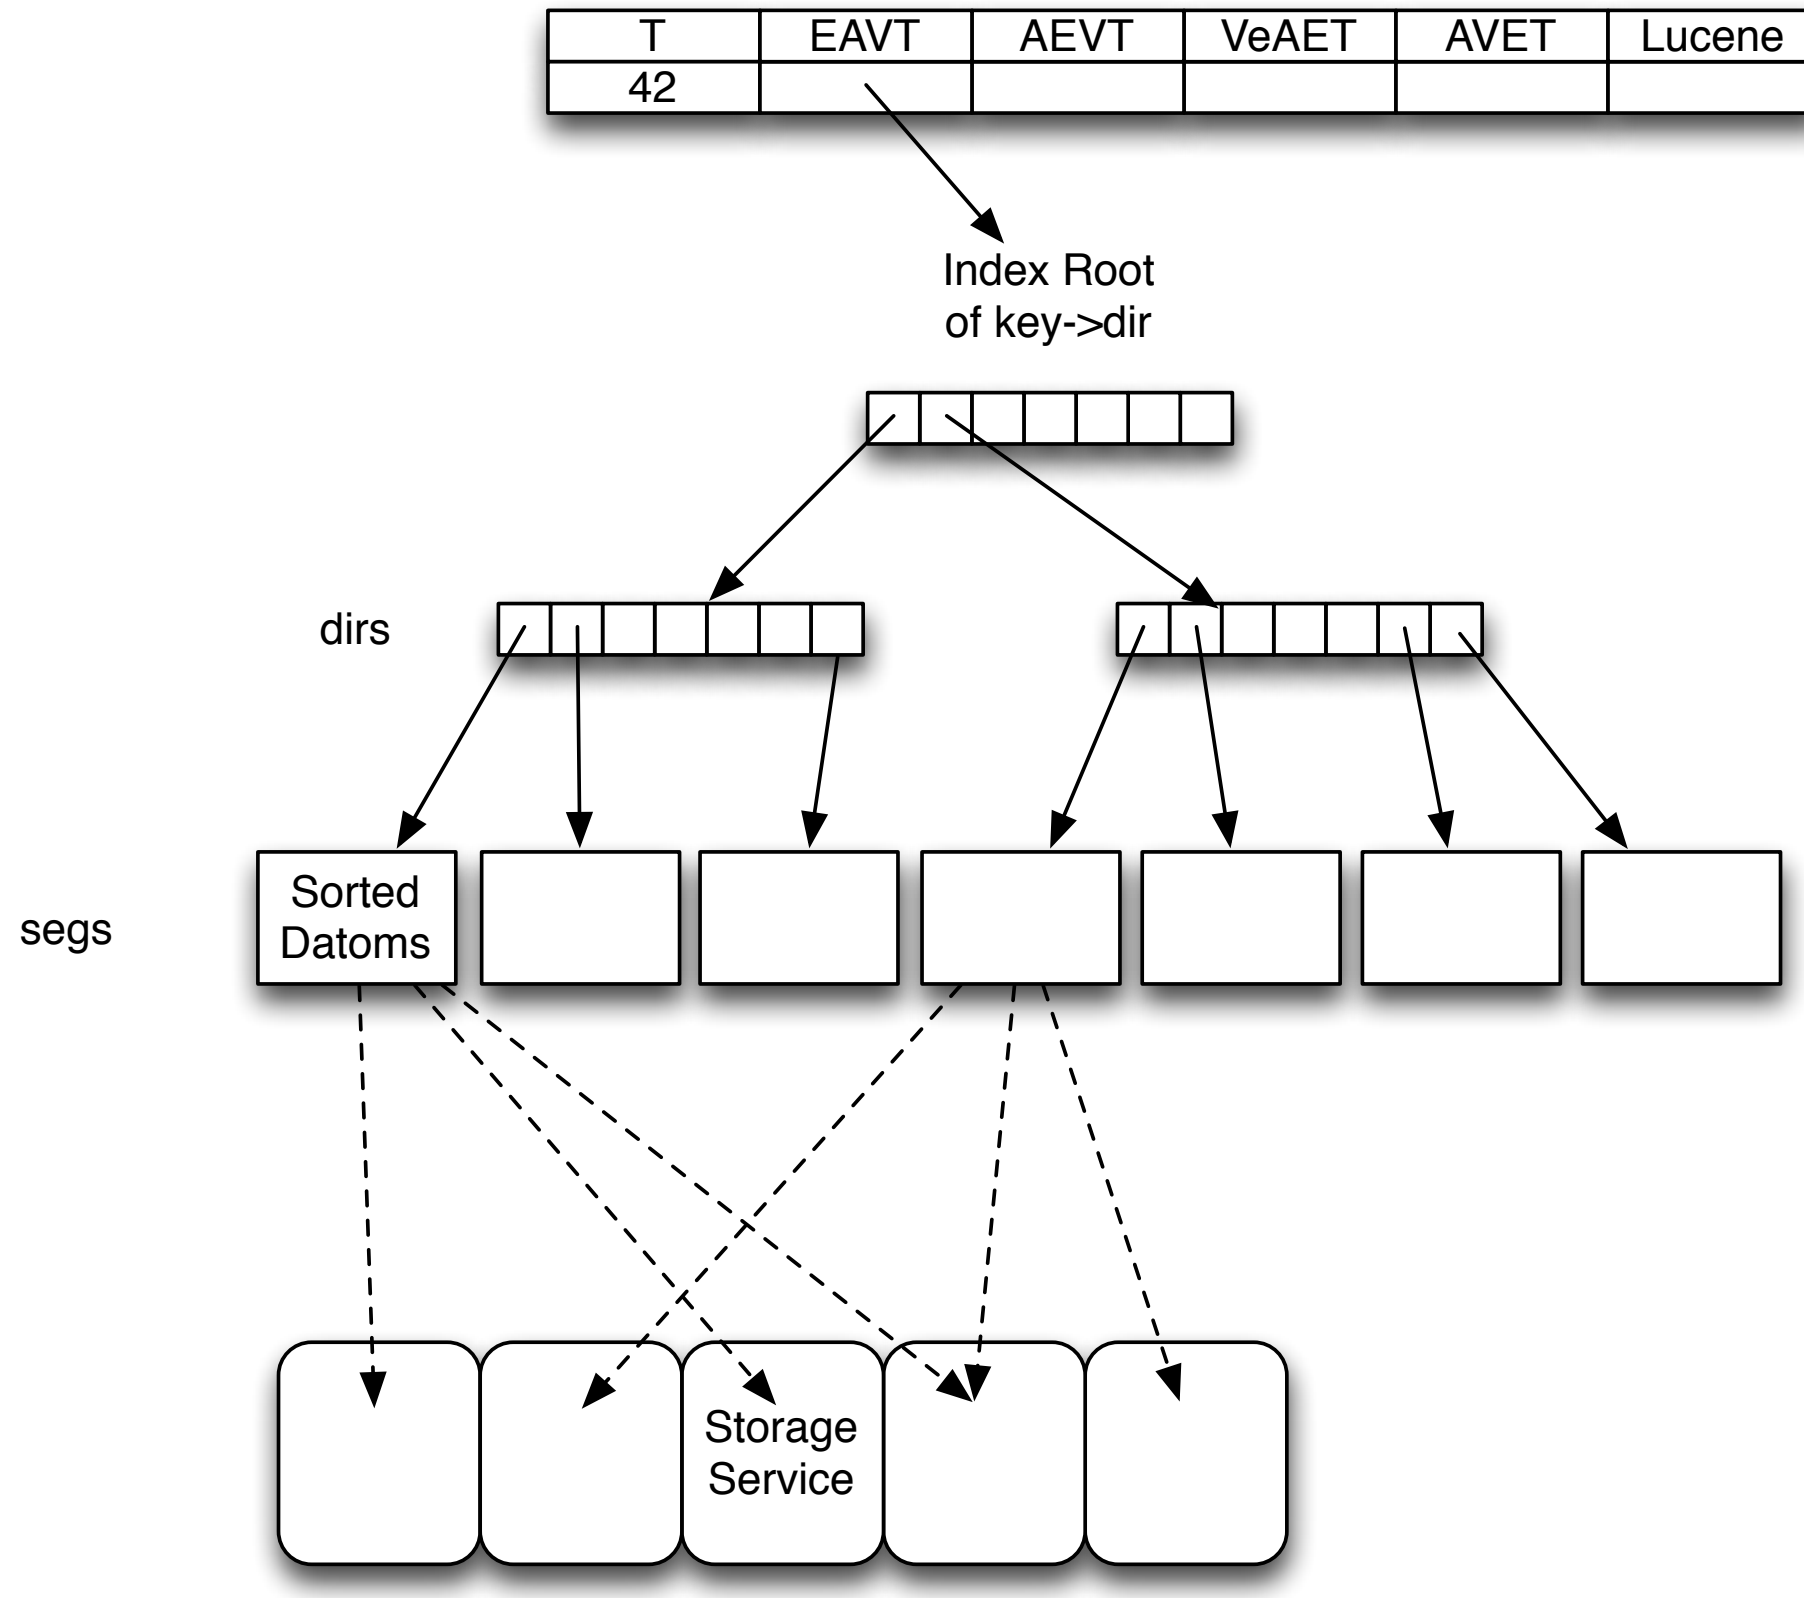 T EAVT AEVT VeAET AVET Lucene
42
Index Root
of key->dir
dirs
Sorted
Datoms
segs
Storage
Service